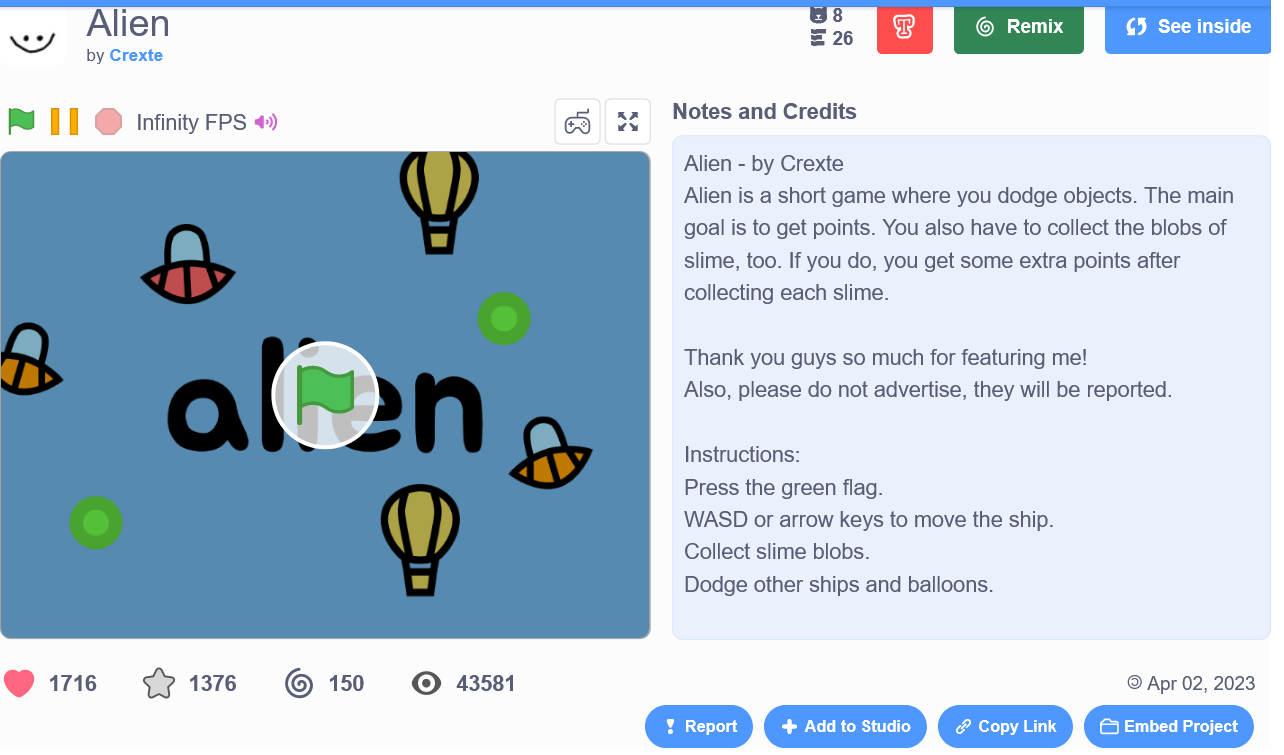 Alien
by Crexte
8
26
Remix
See inside
Infinity FPS
Notes and Credits
alien
Alien - by Crexte
Alien is a short game where you dodge objects. The main
goal is to get points. You also have to collect the blobs of
slime, too. If you do, you get some extra points after
collecting each slime.
Thank you guys so much for featuring me!
Also, please do not advertise, they will be reported.
Instructions:
Press the green flag.
WASD or arrow keys to move the ship.
Collect slime blobs.
Dodge other ships and balloons.
1716
1376
150
43581
Apr 02, 2023
Report
Add to Studio
Copy Link
Embed Project